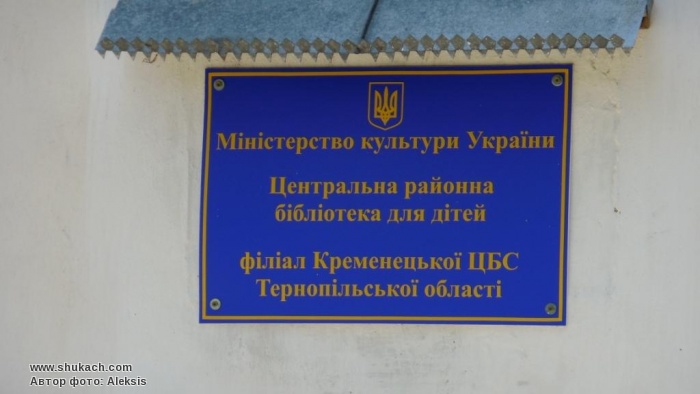 Міністерство культури України
Центральна районна
бібліотека для дітей
філіал Кременецької ЦБС
Тернопільської області
www.shukach.com
Автор фото: Aleksis